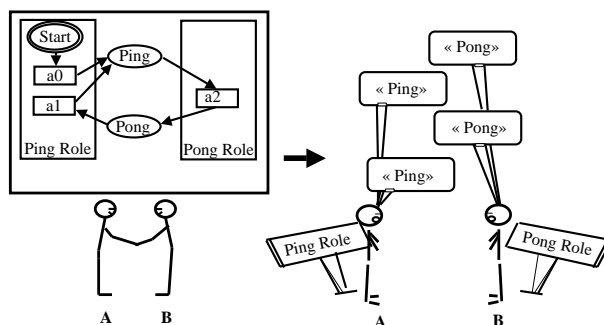 Start
Ping
a0
a1
a2
Pong
Ping Role
Pong Role
« Pong»
« Ping»
« Pong»
« Ping»
Ping Role
Pong Role
A
B
A
B